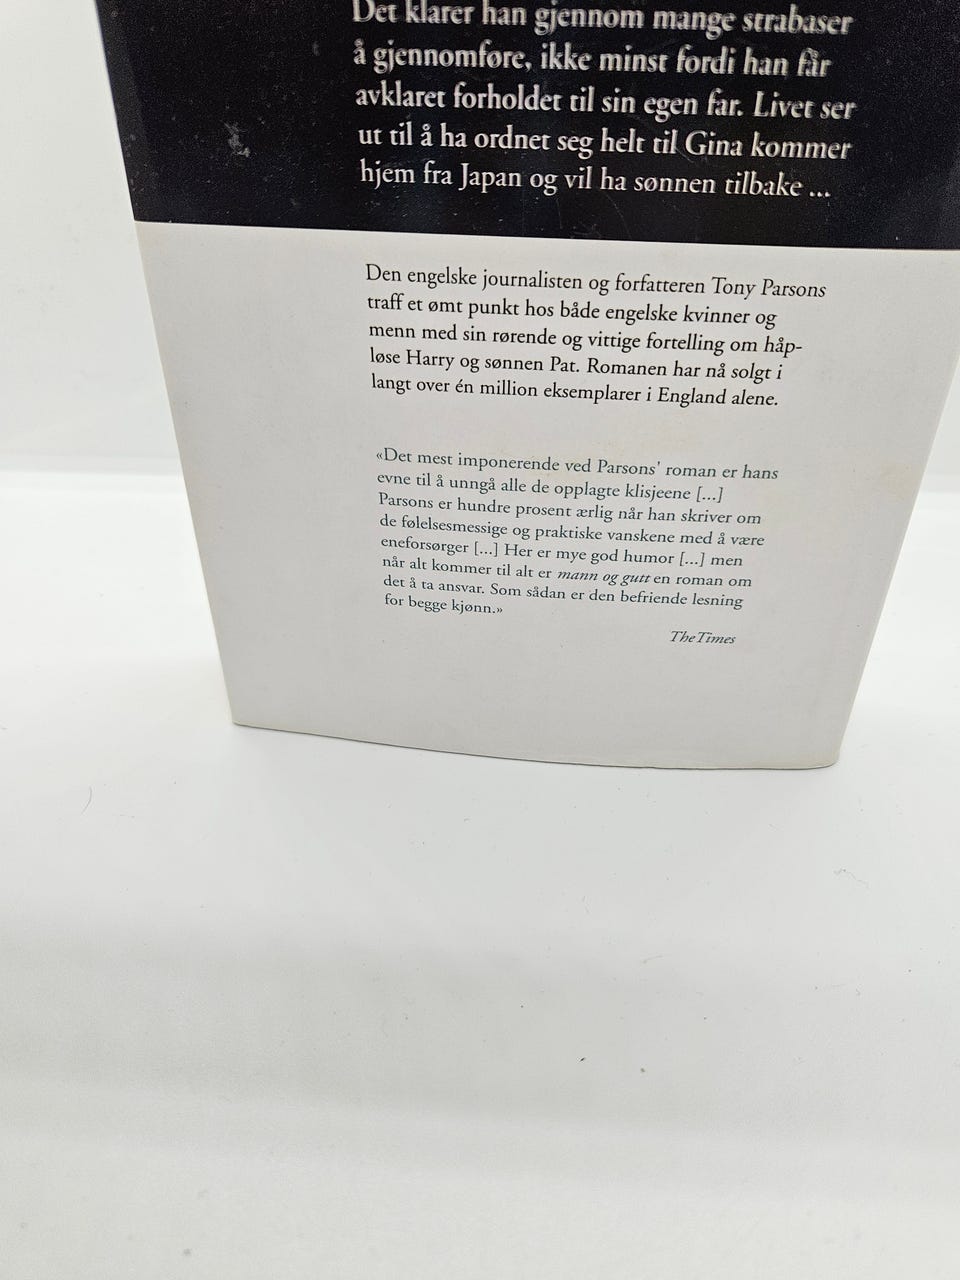 Det klarer han gjennom mange strabaser
å gjennomføre, ikke minst fordi han får
avklaret forholdet til sin egen far. Livet ser
ut til å ha ordnet seg helt til Gina kommer
hjem fra Japan og vil ha sønnen tilbake ...
Den engelske journalisten og forfatteren Tony Parsons
traff et ømt punkt hos både engelske kvinner og
menn med sin rørende og vittige fortelling om håp-
løse Harry og sønnen Pat. Romanen har nå solgt i
langt over én million eksemplarer i England alene.
«Det mest imponerende ved Parsons' roman er hans
evne til å unngå alle de opplagte klisjeene [...]
Parsons er hundre prosent ærlig når han skriver om
de følelsesmessige og praktiske vanskene med å være
eneforsørger [...] Her er mye god humor [...] men
når alt kommer til alt er mann og gutt en roman om
det å ta ansvar. Som sådan er den befriende lesning
for begge kjønn.»
The Times